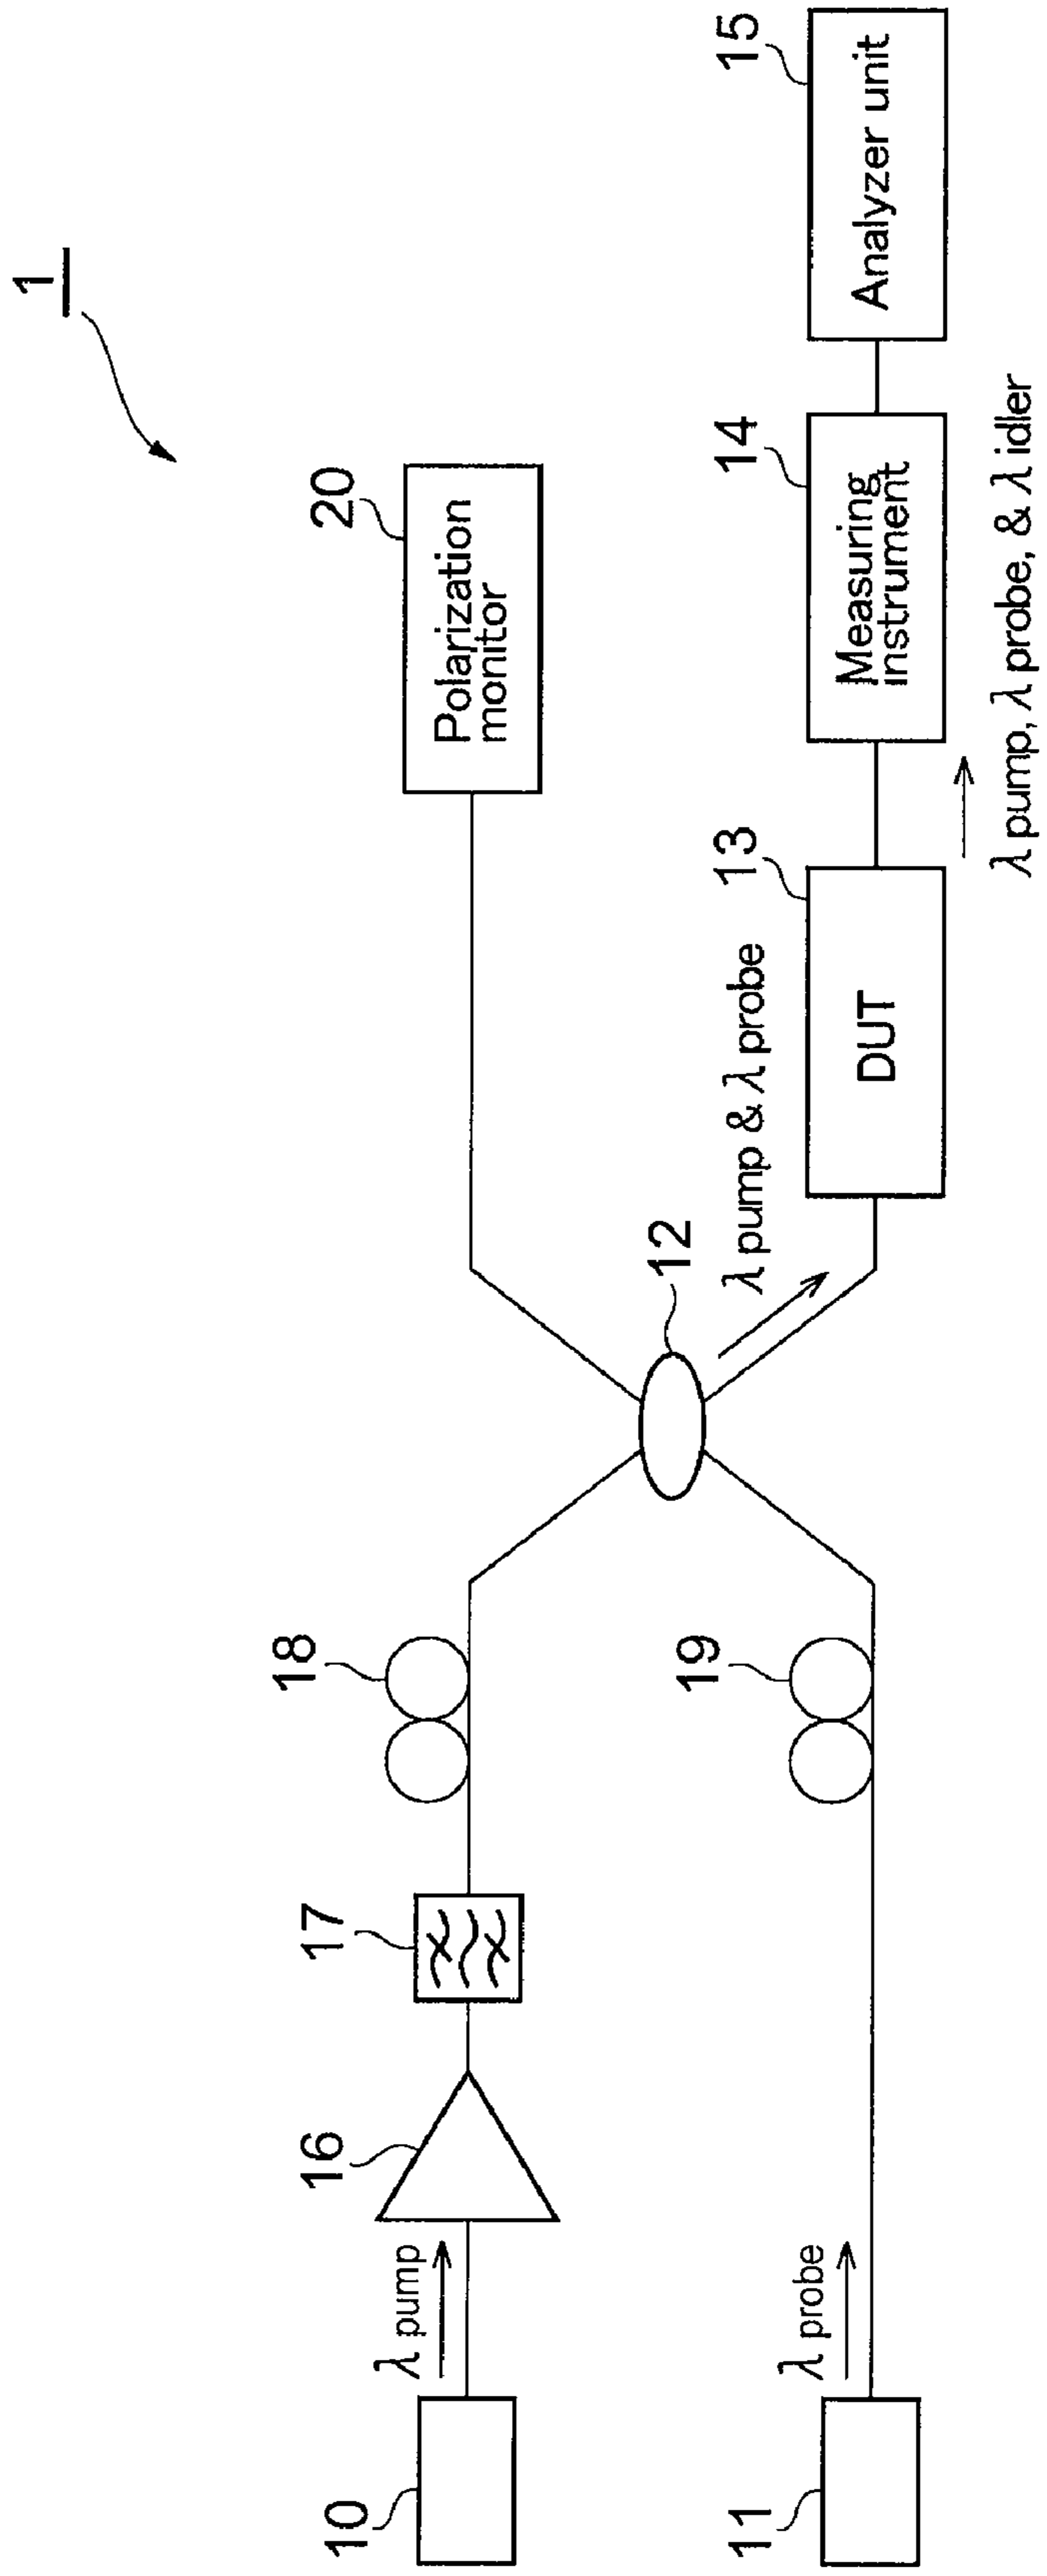 1
10
λ pump
16
17
18
20
Polarization
monitor
11
λ probe
19
12
λ pump & λ probe
13
DUT
14
Measuring
instrument
15
Analyzer unit
λ pump, λ probe, & λ idler